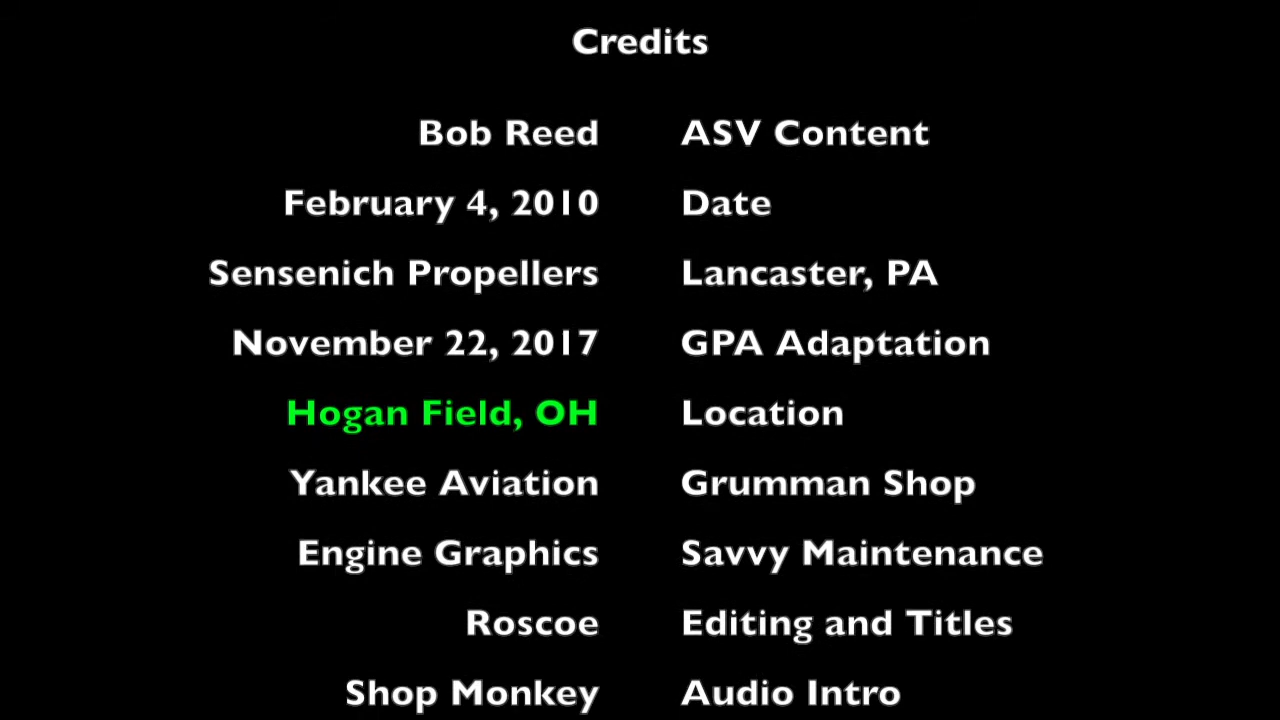 Credits
Bob Reed ASV Content
February 4, 2010 Date
Sensenich Propellers Lancaster, PA
November 22, 2017 GPA Adaptation
Hogan Field, OH Location
Yankee Aviation Grumman Shop
Engine Graphics Savvy Maintenance
Roscoe Editing and Titles
Shop Monkey Audio Intro